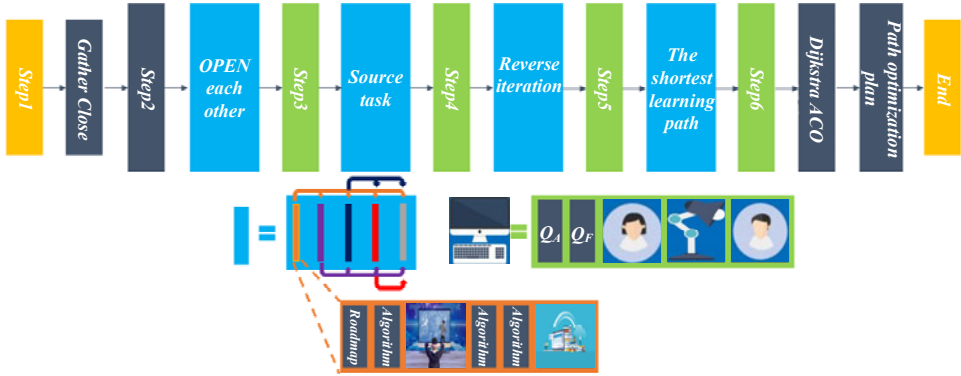 Step1
Gather Close
Step2
OPEN
each
other
Step3
Source
task
Step4
Reverse
iteration
Step5
The
shortest
learning
path
Step6
Dijkstra ACO
Path optimization
plan
End
=
=
QA
QF
Roadmap
Algorithm
Algorithm
Algorithm